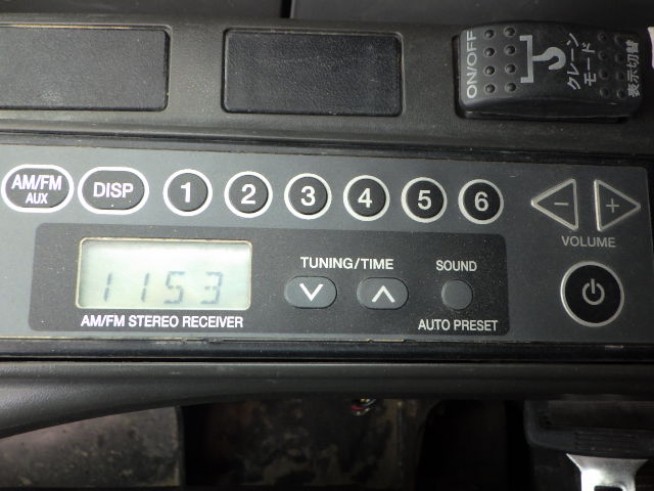 ON/OFF
クレーン
モード
表示切替
AM/FM
AUX
DISP
1
2
3
4
5
6
−
+
VOLUME
TUNING/TIME
SOUND
1153
AM/FM STEREO RECEIVER
AUTO PRESET